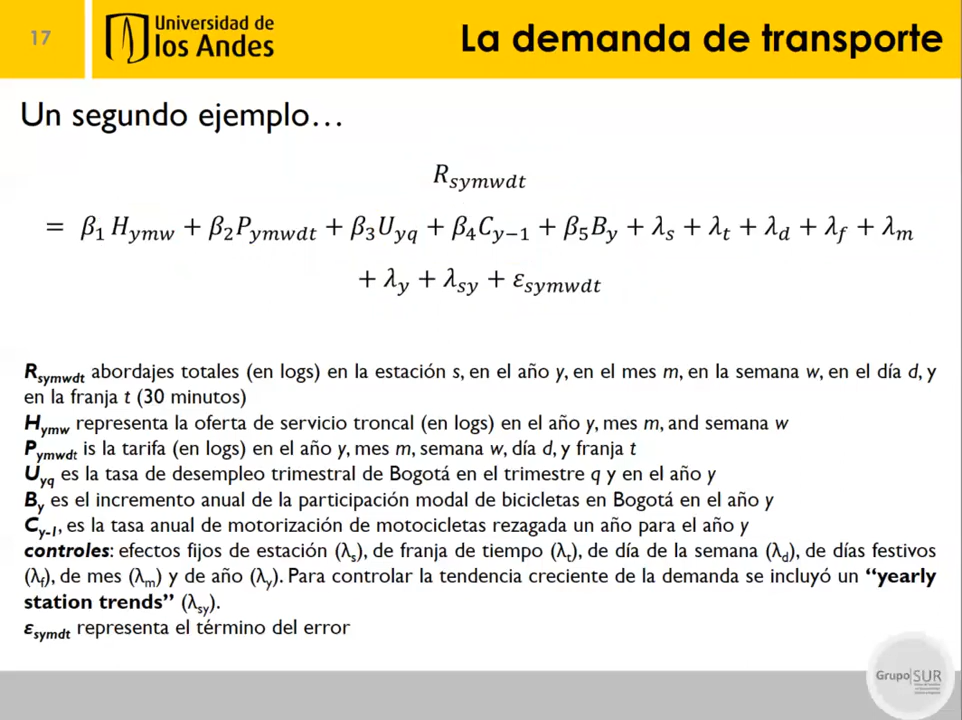 17
Universidad de
los Andes
La demanda de transporte
Un segundo ejemplo…
R_symwdt
= β₁ H_ymw + β₂P_ymwdt + β₃U_yq + β₄C_y−1 + β₅B_y + λ_s + λ_t + λ_d + λ_f + λ_m
+ λ_y + λ_sy + ε_symwdt
R_symwdt abordajes totales (en logs) en la estación s, en el año y, en el mes m, en la semana w, en el día d, y
en la franja t (30 minutos)
H_ymw representa la oferta de servicio troncal (en logs) en el año y, mes m, and semana w
P_ymwdt is la tarifa (en logs) en el año y, mes m, semana w, día d, y franja t
U_yq es la tasa de desempleo trimestral de Bogotá en el trimestre q y en el año y
B_y es el incremento anual de la participación modal de bicicletas en Bogotá en el año y
C_y-1, es la tasa anual de motorización de motocicletas rezagada un año para el año y
controles: efectos fijos de estación (λ_s), de franja de tiempo (λ_t), de día de la semana (λ_d), de días festivos
(λ_f), de mes (λ_m) y de año (λ_y). Para controlar la tendencia creciente de la demanda se incluyó un “yearly
station trends” (λ_sy).
ε_symdt representa el término del error
Grupo|SUR